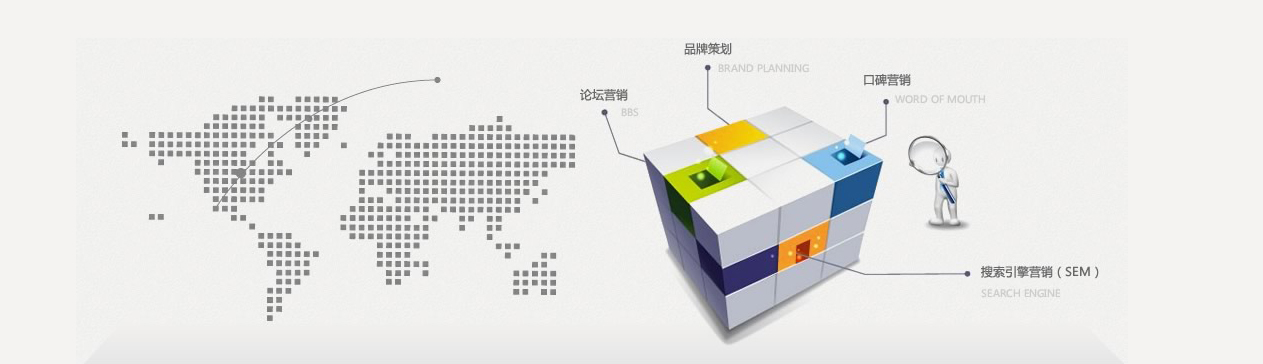 品牌策划
BRAND PLANNING
口碑营销
WORD OF MOUTH
论坛营销
BBS
搜索引擎营销（SEM）
SEARCH ENGINE